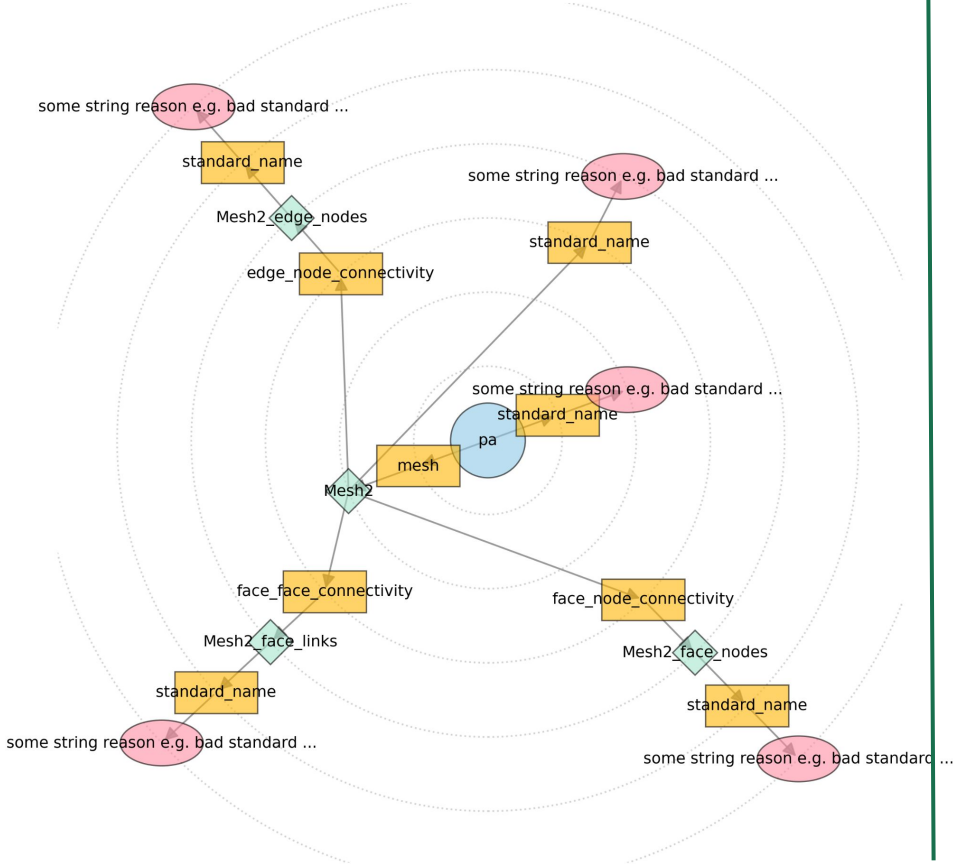 some string reason e.g. bad standard ...
standard_name
some string reason e.g. bad standard ...
Mesh2_edge_nodes
standard_name
edge_node_connectivity
some string reason e.g. bad standard ...
standard_name
pa
mesh
Mesh2
face_face_connectivity
face_node_connectivity
Mesh2_face_links
Mesh2_face_nodes
standard_name
standard_name
some string reason e.g. bad standard ...
some string reason e.g. bad standard ...